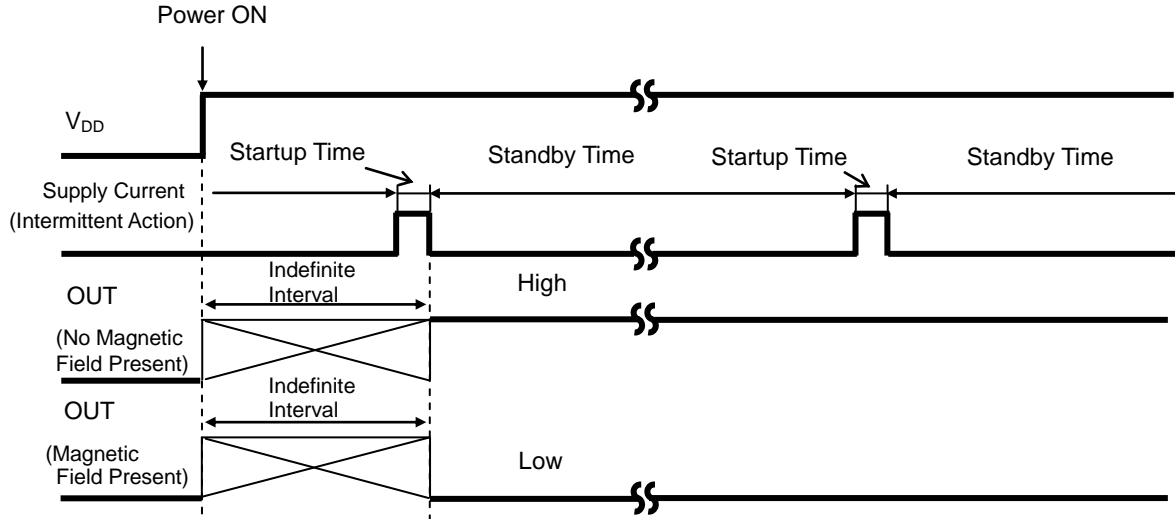 Power ON
VDD
Startup Time
Standby Time
Startup Time
Standby Time
Supply Current
(Intermittent Action)
Indefinite
Interval
High
OUT
(No Magnetic
Field Present)
Indefinite
Interval
OUT
(Magnetic
Field Present)
Low